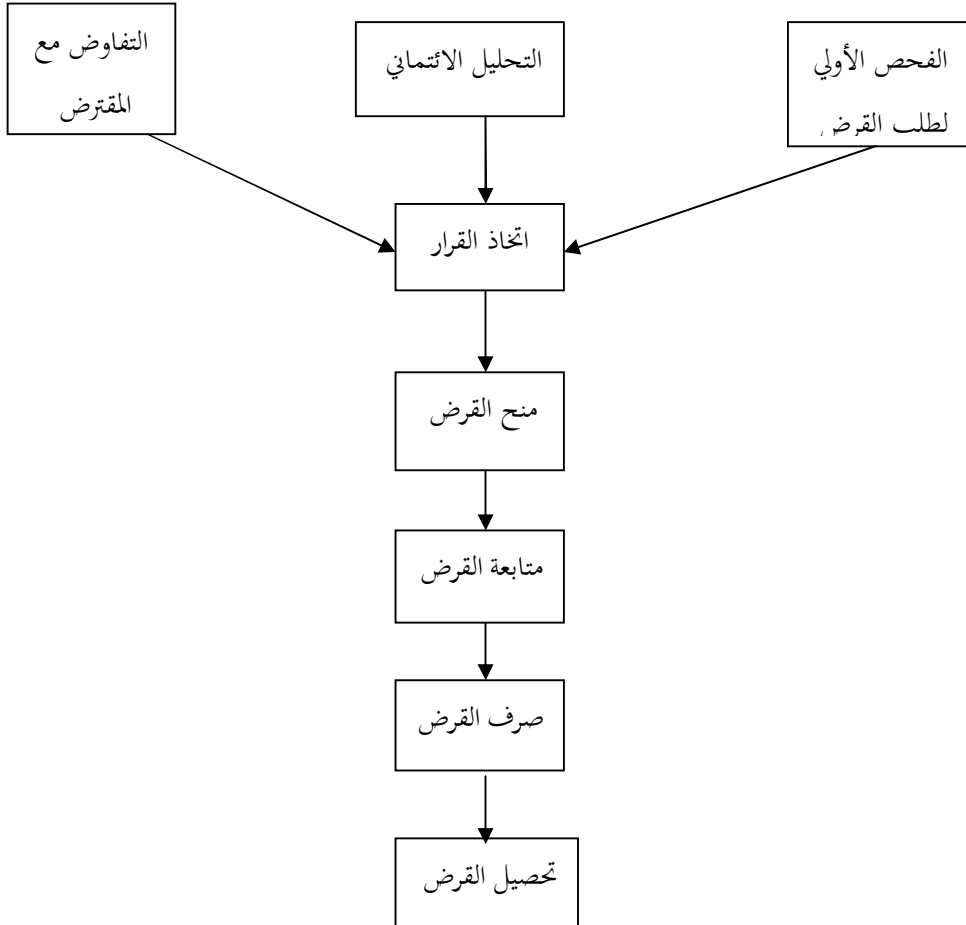 الفحص الأولي
لطلب القرض
التحليل الائتماني
التفاوض مع
المقترض
اتخاذ القرار
منح القرض
متابعة القرض
صرف القرض
تحصيل القرض